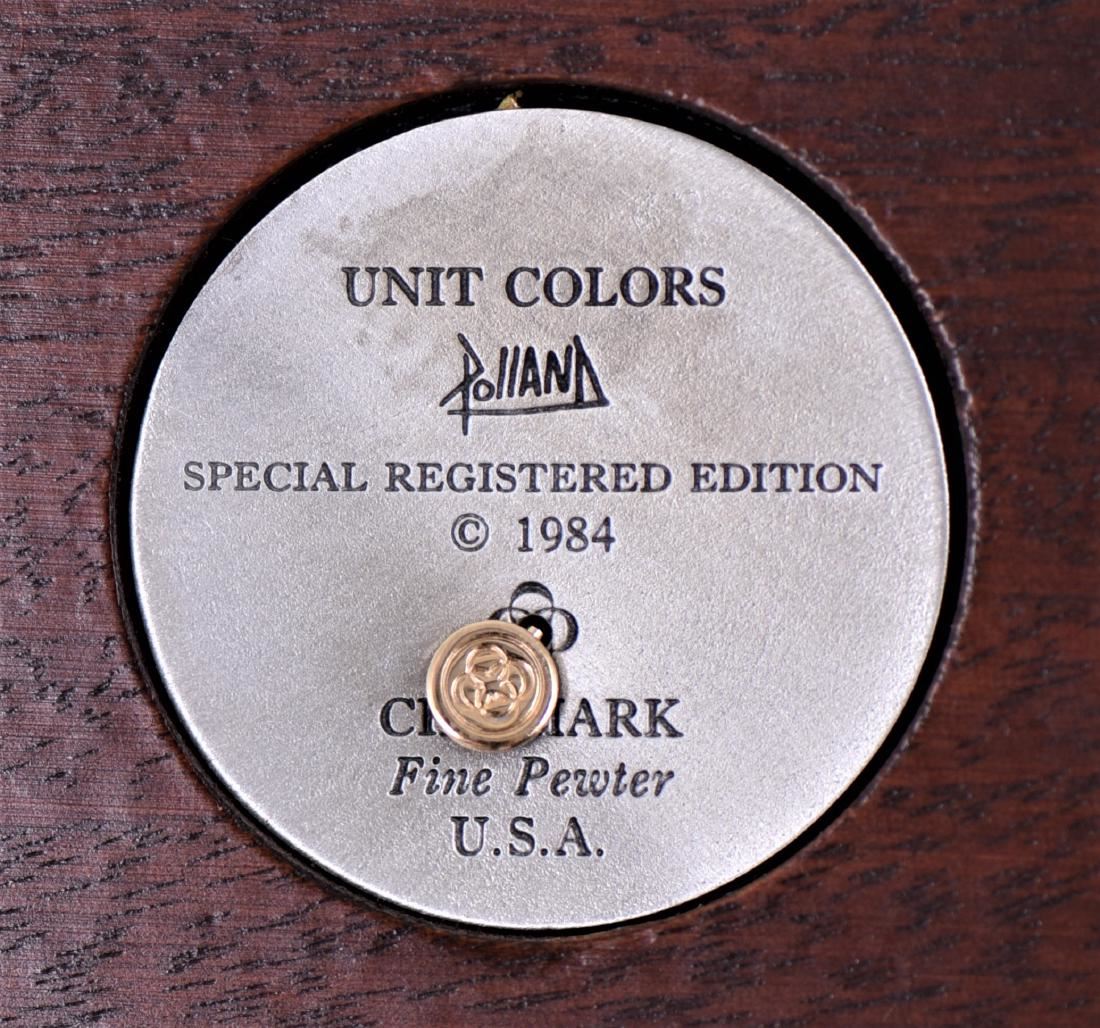 UNIT COLORS
Polland
SPECIAL REGISTERED EDITION
© 1984
Fine Pewter
U.S.A.